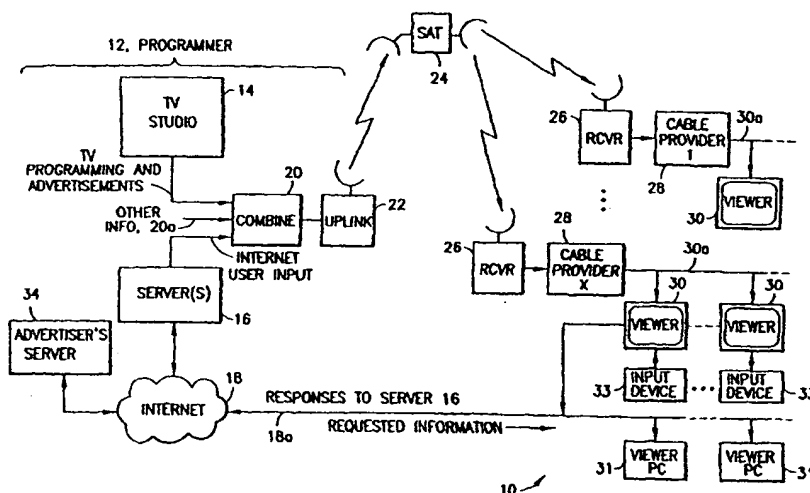 12, PROGRAMMER
14
TV
STUDIO
TV
PROGRAMMING
AND
ADVERTISEMENTS
OTHER
INFO, 20a
20
COMBINE
INTERNET
USER INPUT
22
UPLINK
SAT
24
26
RCVR
CABLE
PROVIDER
1
28
30a
30
VIEWER
26
RCVR
28
CABLE
PROVIDER
X
30a
30
VIEWER
30
VIEWER
33
INPUT
DEVICE
INPUT
DEVICE
33
SERVER(S)
16
34
ADVERTISER'S
SERVER
18
INTERNET
RESPONSES TO SERVER 16
18a
REQUESTED INFORMATION
31
VIEWER
PC
VIEWER
PC
31
10